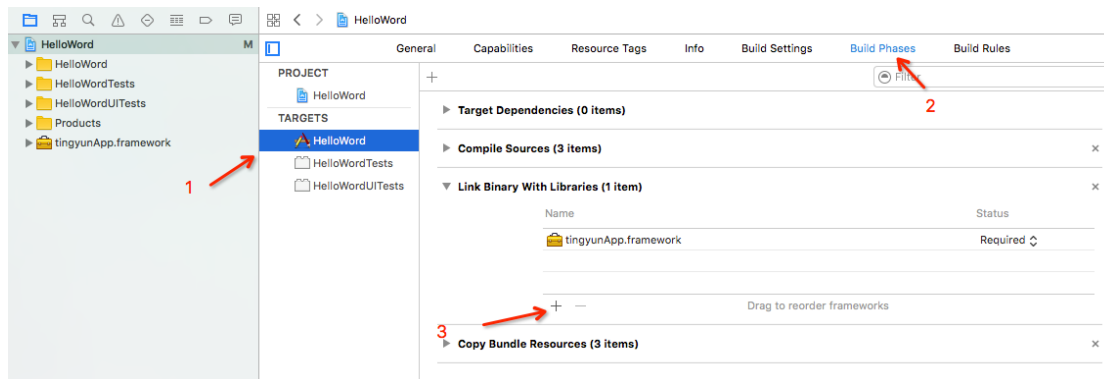 HelloWord
HelloWord M
General Capabilities Resource Tags Info Build Settings Build Phases Build Rules
HelloWord
HelloWordTests
HelloWordUITests
Products
tingyunApp.framework
PROJECT
HelloWord
TARGETS
HelloWord
HelloWordTests
HelloWordUITests
Filter
Target Dependencies (0 items)
Compile Sources (3 items)
Link Binary With Libraries (1 item)
Name Status
tingyunApp.framework Required
Drag to reorder frameworks
Copy Bundle Resources (3 items)
1
2
3